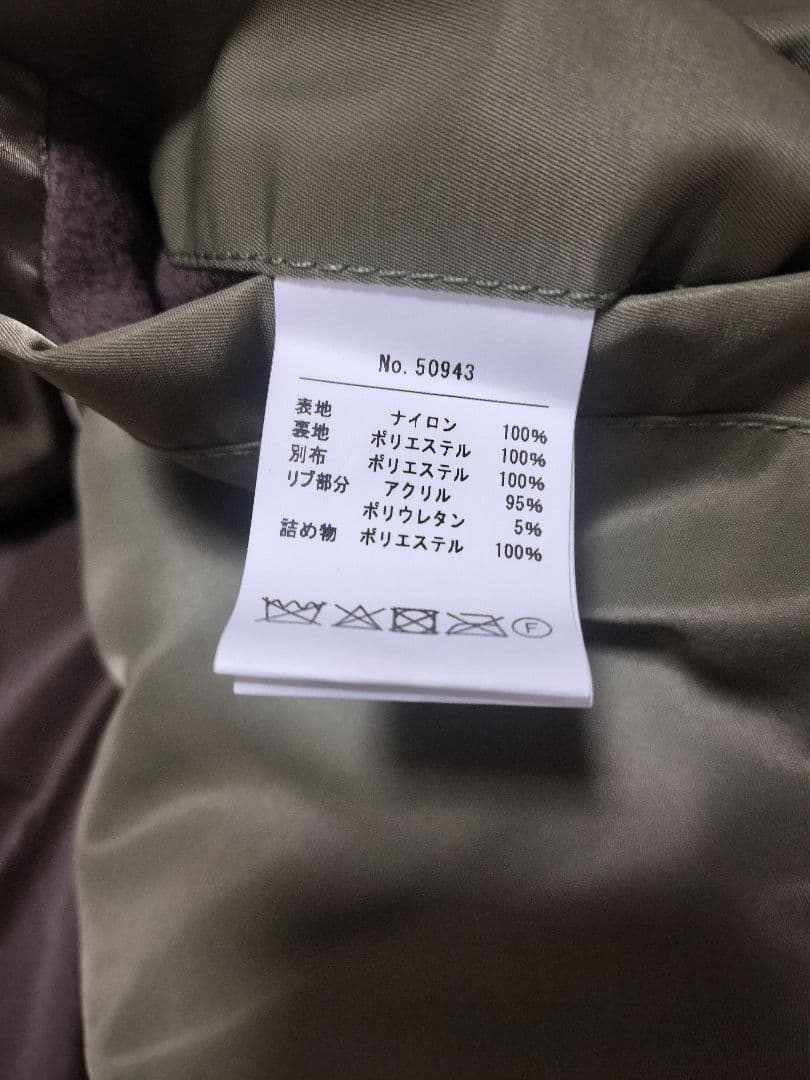 No. 50943
表地 ナイロン 100%
裏地 ポリエステル 100%
別布 ポリエステル 100%
リブ部分 アクリル 95%
ポリウレタン 5%
詰め物 ポリエステル 100%
F